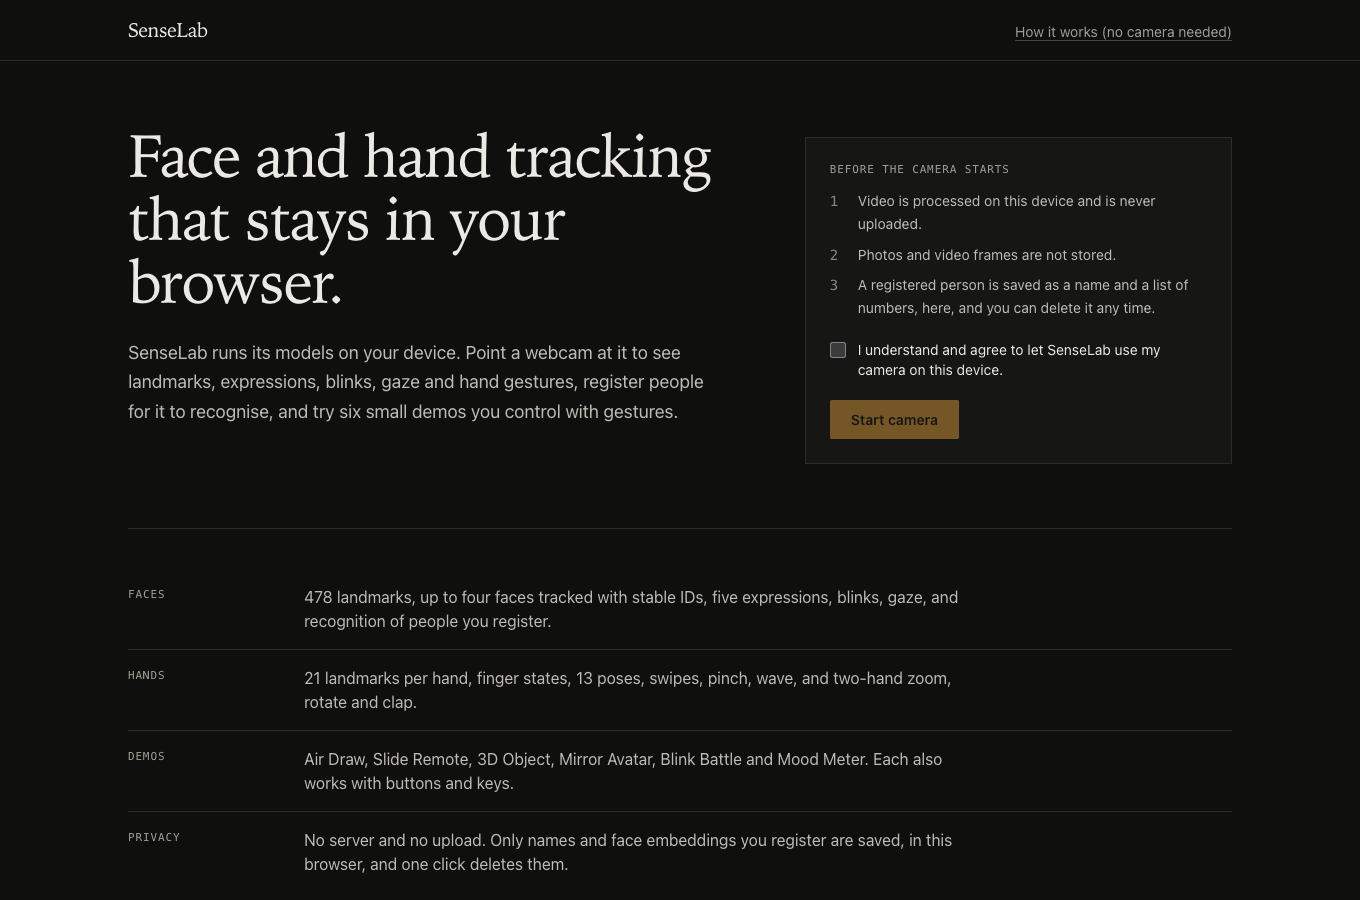 SenseLab
How it works (no camera needed)
Face and hand tracking
that stays in your
browser.
SenseLab runs its models on your device. Point a webcam at it to see
landmarks, expressions, blinks, gaze and hand gestures, register people
for it to recognise, and try six small demos you control with gestures.
BEFORE THE CAMERA STARTS
1 Video is processed on this device and is never
uploaded.
2 Photos and video frames are not stored.
3 A registered person is saved as a name and a list of
numbers, here, and you can delete it any time.
I understand and agree to let SenseLab use my
camera on this device.
Start camera
FACES
478 landmarks, up to four faces tracked with stable IDs, five expressions, blinks, gaze, and
recognition of people you register.
HANDS
21 landmarks per hand, finger states, 13 poses, swipes, pinch, wave, and two-hand zoom,
rotate and clap.
DEMOS
Air Draw, Slide Remote, 3D Object, Mirror Avatar, Blink Battle and Mood Meter. Each also
works with buttons and keys.
PRIVACY
No server and no upload. Only names and face embeddings you register are saved, in this
browser, and one click deletes them.